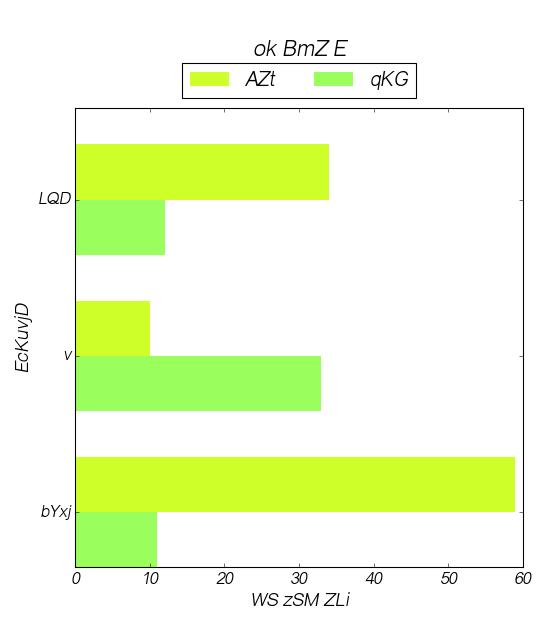 ok BmZ E
AZt qKG
LQD
v
bYxj
EcKuvjD
0 10 20 30 40 50 60
WS zSM ZLi